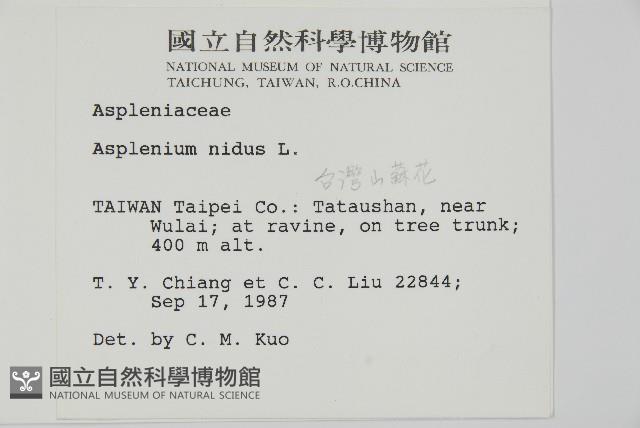 國立自然科學博物館
NATIONAL MUSEUM OF NATURAL SCIENCE
TAICHUNG, TAIWAN, R.O.CHINA
Aspleniaceae
Asplenium nidus L.
台灣山蘇花
TAIWAN Taipei Co.: Tataushan, near
Wulai; at ravine, on tree trunk;
400 m alt.
T. Y. Chiang et C. C. Liu 22844;
Sep 17, 1987
Det. by C. M. Kuo
國立自然科學博物館
NATIONAL MUSEUM OF NATURAL SCIENCE